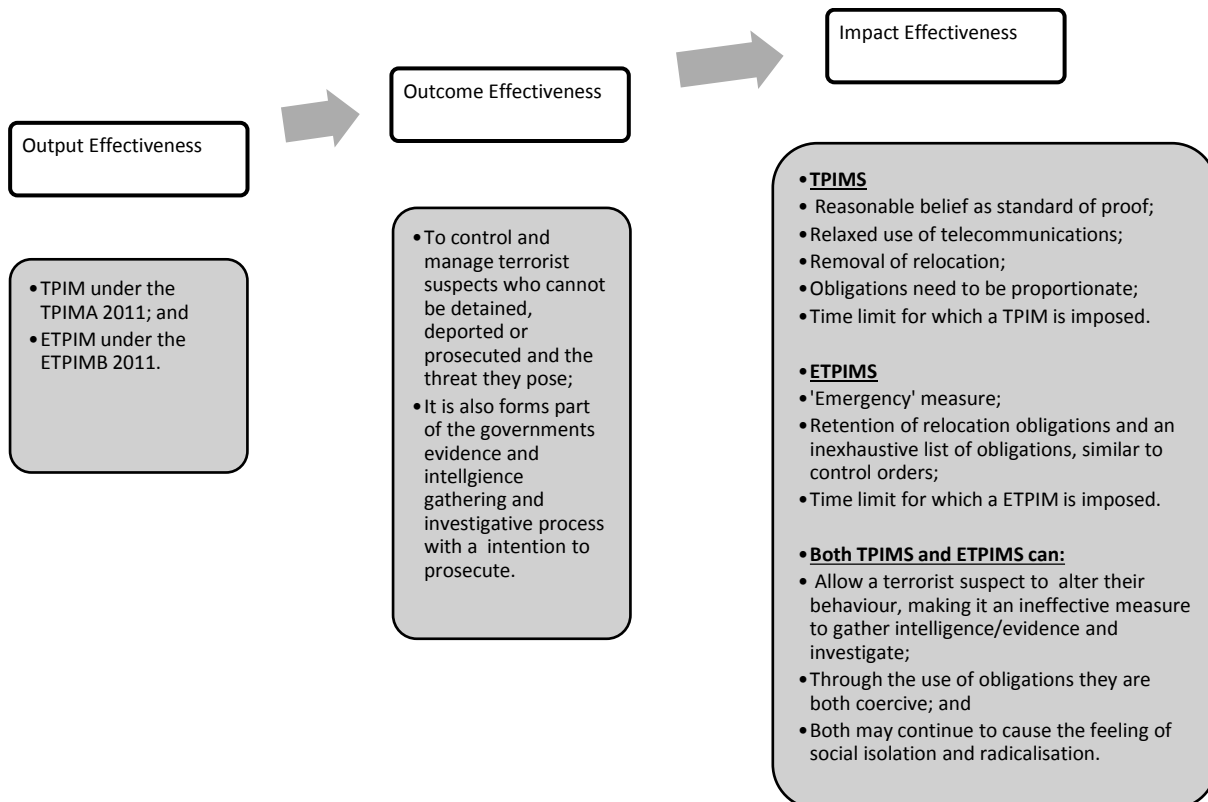 Output Effectiveness
•TPIM under the
TPIMA 2011; and
•ETPIM under the
ETPIMB 2011.
Outcome Effectiveness
•To control and
manage terrorist
suspects who cannot
be detained,
deported or
prosecuted and the
threat they pose;
•It is also forms part
of the governments
evidence and
intellgience
gathering and
investigative process
with a intention to
prosecute.
Impact Effectiveness
•TPIMS
• Reasonable belief as standard of proof;
•Relaxed use of telecommunications;
•Removal of relocation;
•Obligations need to be proportionate;
•Time limit for which a TPIM is imposed.
•ETPIMS
•'Emergency' measure;
•Retention of relocation obligations and an
inexhaustive list of obligations, similar to
control orders;
•Time limit for which a ETPIM is imposed.
•Both TPIMS and ETPIMS can:
• Allow a terrorist suspect to alter their
behaviour, making it an ineffective measure
to gather intelligence/evidence and
investigate;
•Through the use of obligations they are
both coercive; and
•Both may continue to cause the feeling of
social isolation and radicalisation.